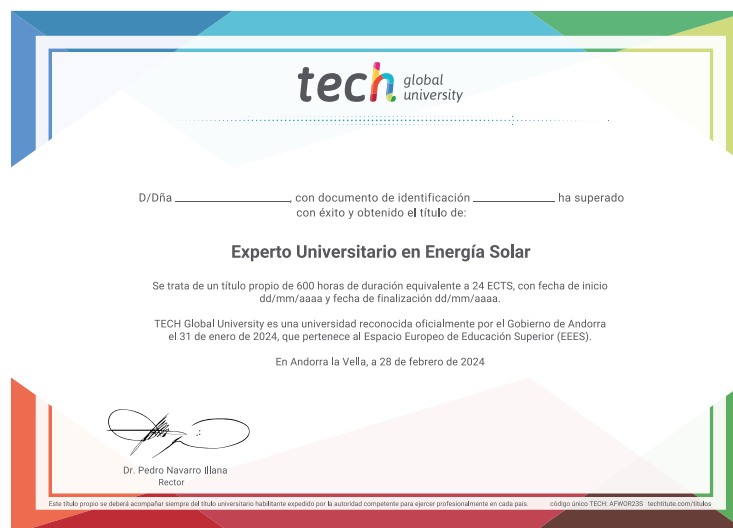 tech global university
D/Dña ____________________, con documento de identificación ______________ ha superado
con éxito y obtenido el título de:
Experto Universitario en Energía Solar
Se trata de un título propio de 600 horas de duración equivalente a 24 ECTS, con fecha de inicio
dd/mm/aaaa y fecha de finalización dd/mm/aaaa.
TECH Global University es una universidad reconocida oficialmente por el Gobierno de Andorra
el 31 de enero de 2024, que pertenece al Espacio Europeo de Educación Superior (EEES).
En Andorra la Vella, a 28 de febrero de 2024
Dr. Pedro Navarro Illana
Rector
Este título propio se deberá acompañar siempre del título universitario habilitante expedido por la autoridad competente para ejercer profesionalmente en cada país. código único TECH: AFWOR23S techtitute.com/titulos